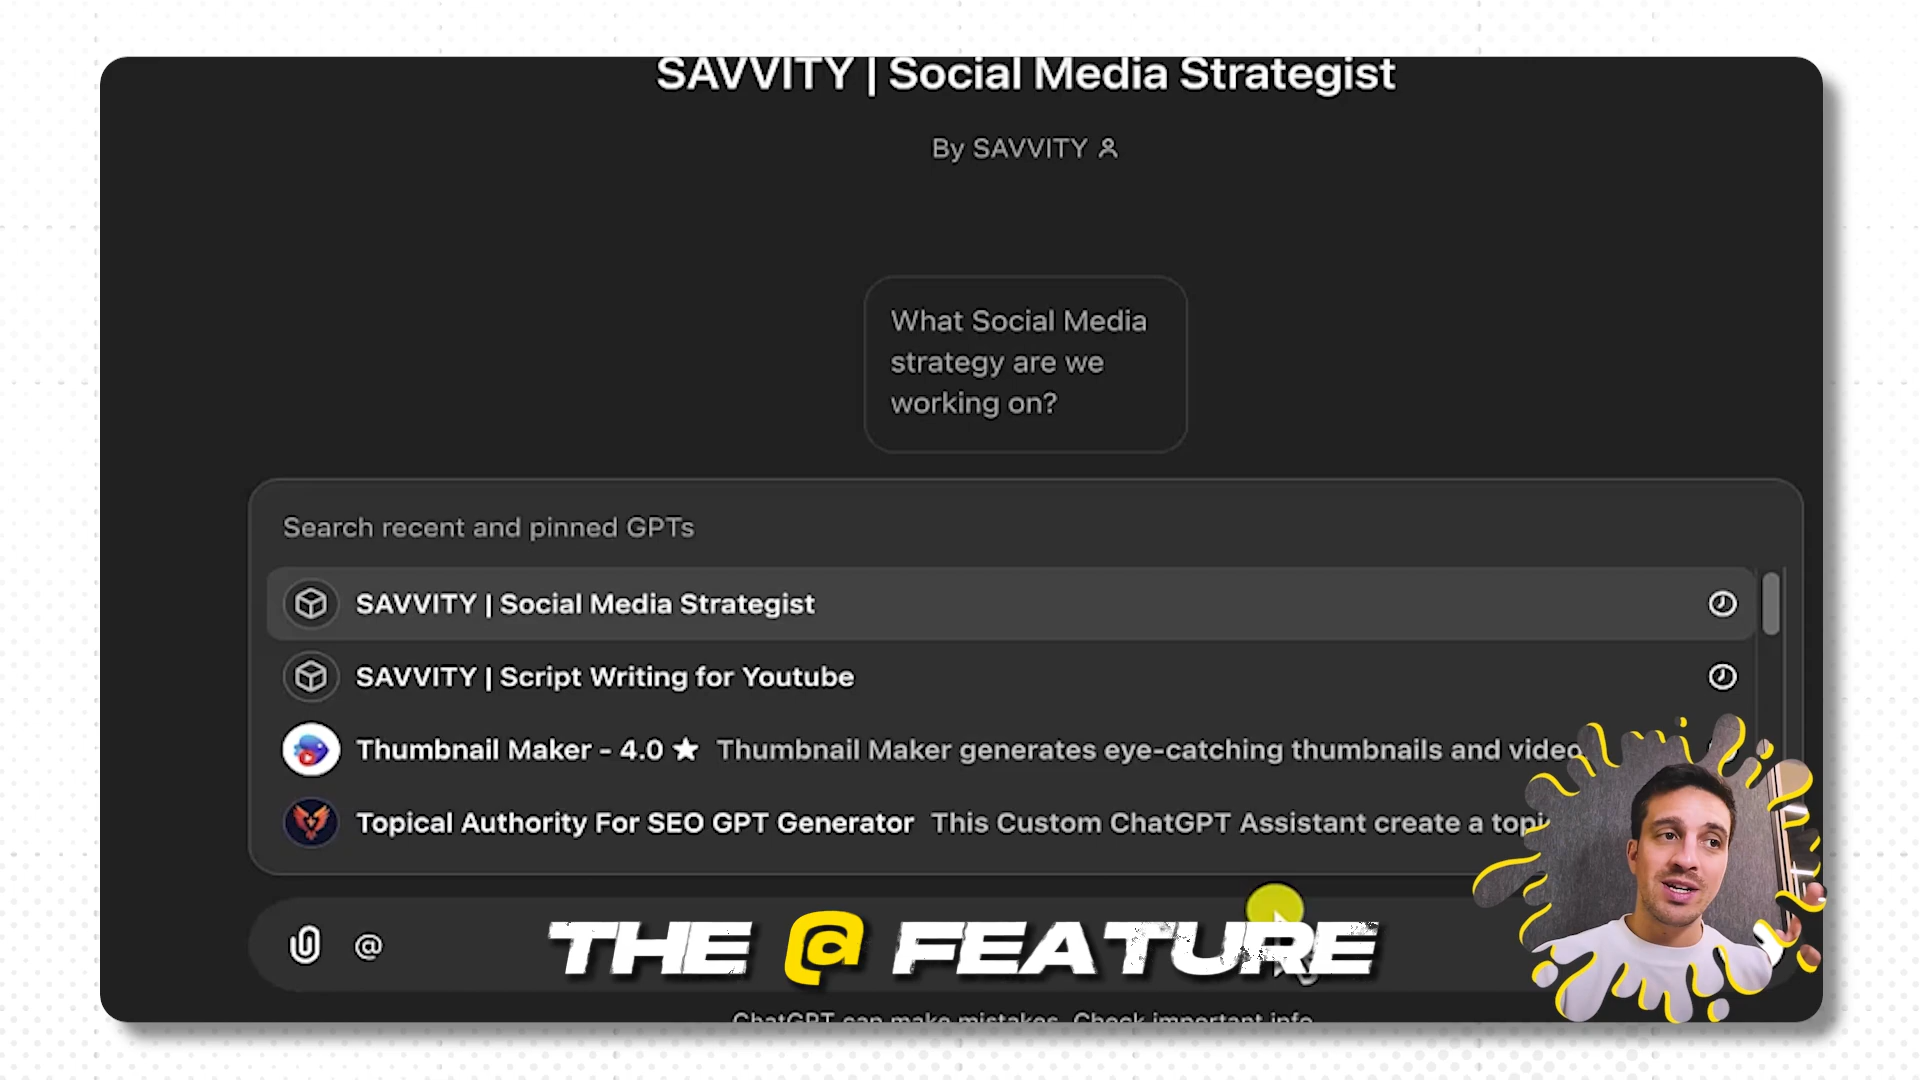 SAVVITY | Social Media Strategist
By SAVVITY
What Social Media
strategy are we
working on?
Search recent and pinned GPTs
SAVVITY | Social Media Strategist
SAVVITY | Script Writing for Youtube
Thumbnail Maker - 4.0 ★ Thumbnail Maker generates eye-catching thumbnails and video
Topical Authority For SEO GPT Generator This Custom ChatGPT Assistant create a topi
@
THE @ FEATURE
ChatGPT can make mistakes. Check important info.